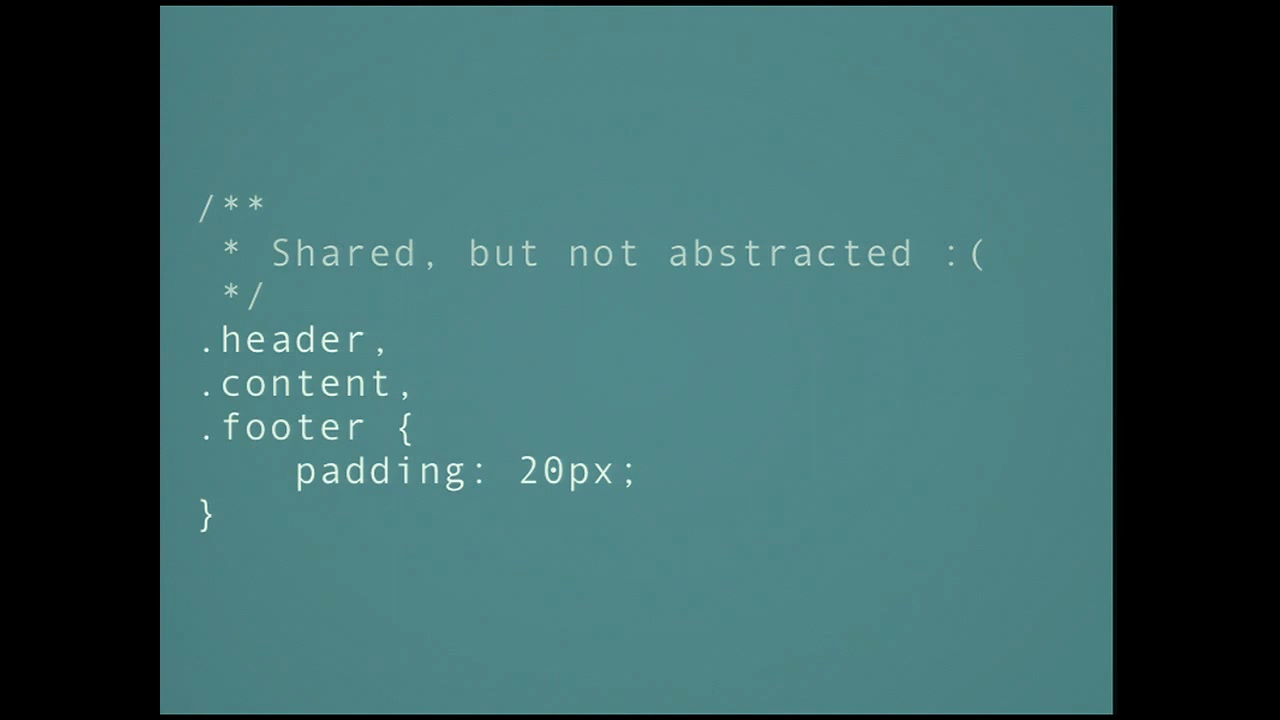 /**
 * Shared, but not abstracted :(
 */
.header,
.content,
.footer {
    padding: 20px;
}